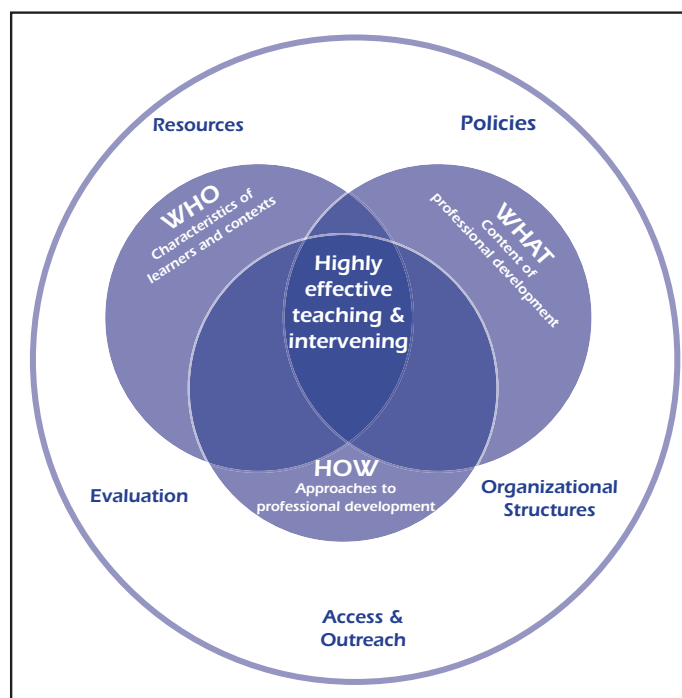 Resources
Policies
WHO
Characteristics of
learners and contexts
WHAT
Content of
professional development
Highly
effective
teaching &
intervening
HOW
Approaches to
professional development
Evaluation
Organizational
Structures
Access &
Outreach